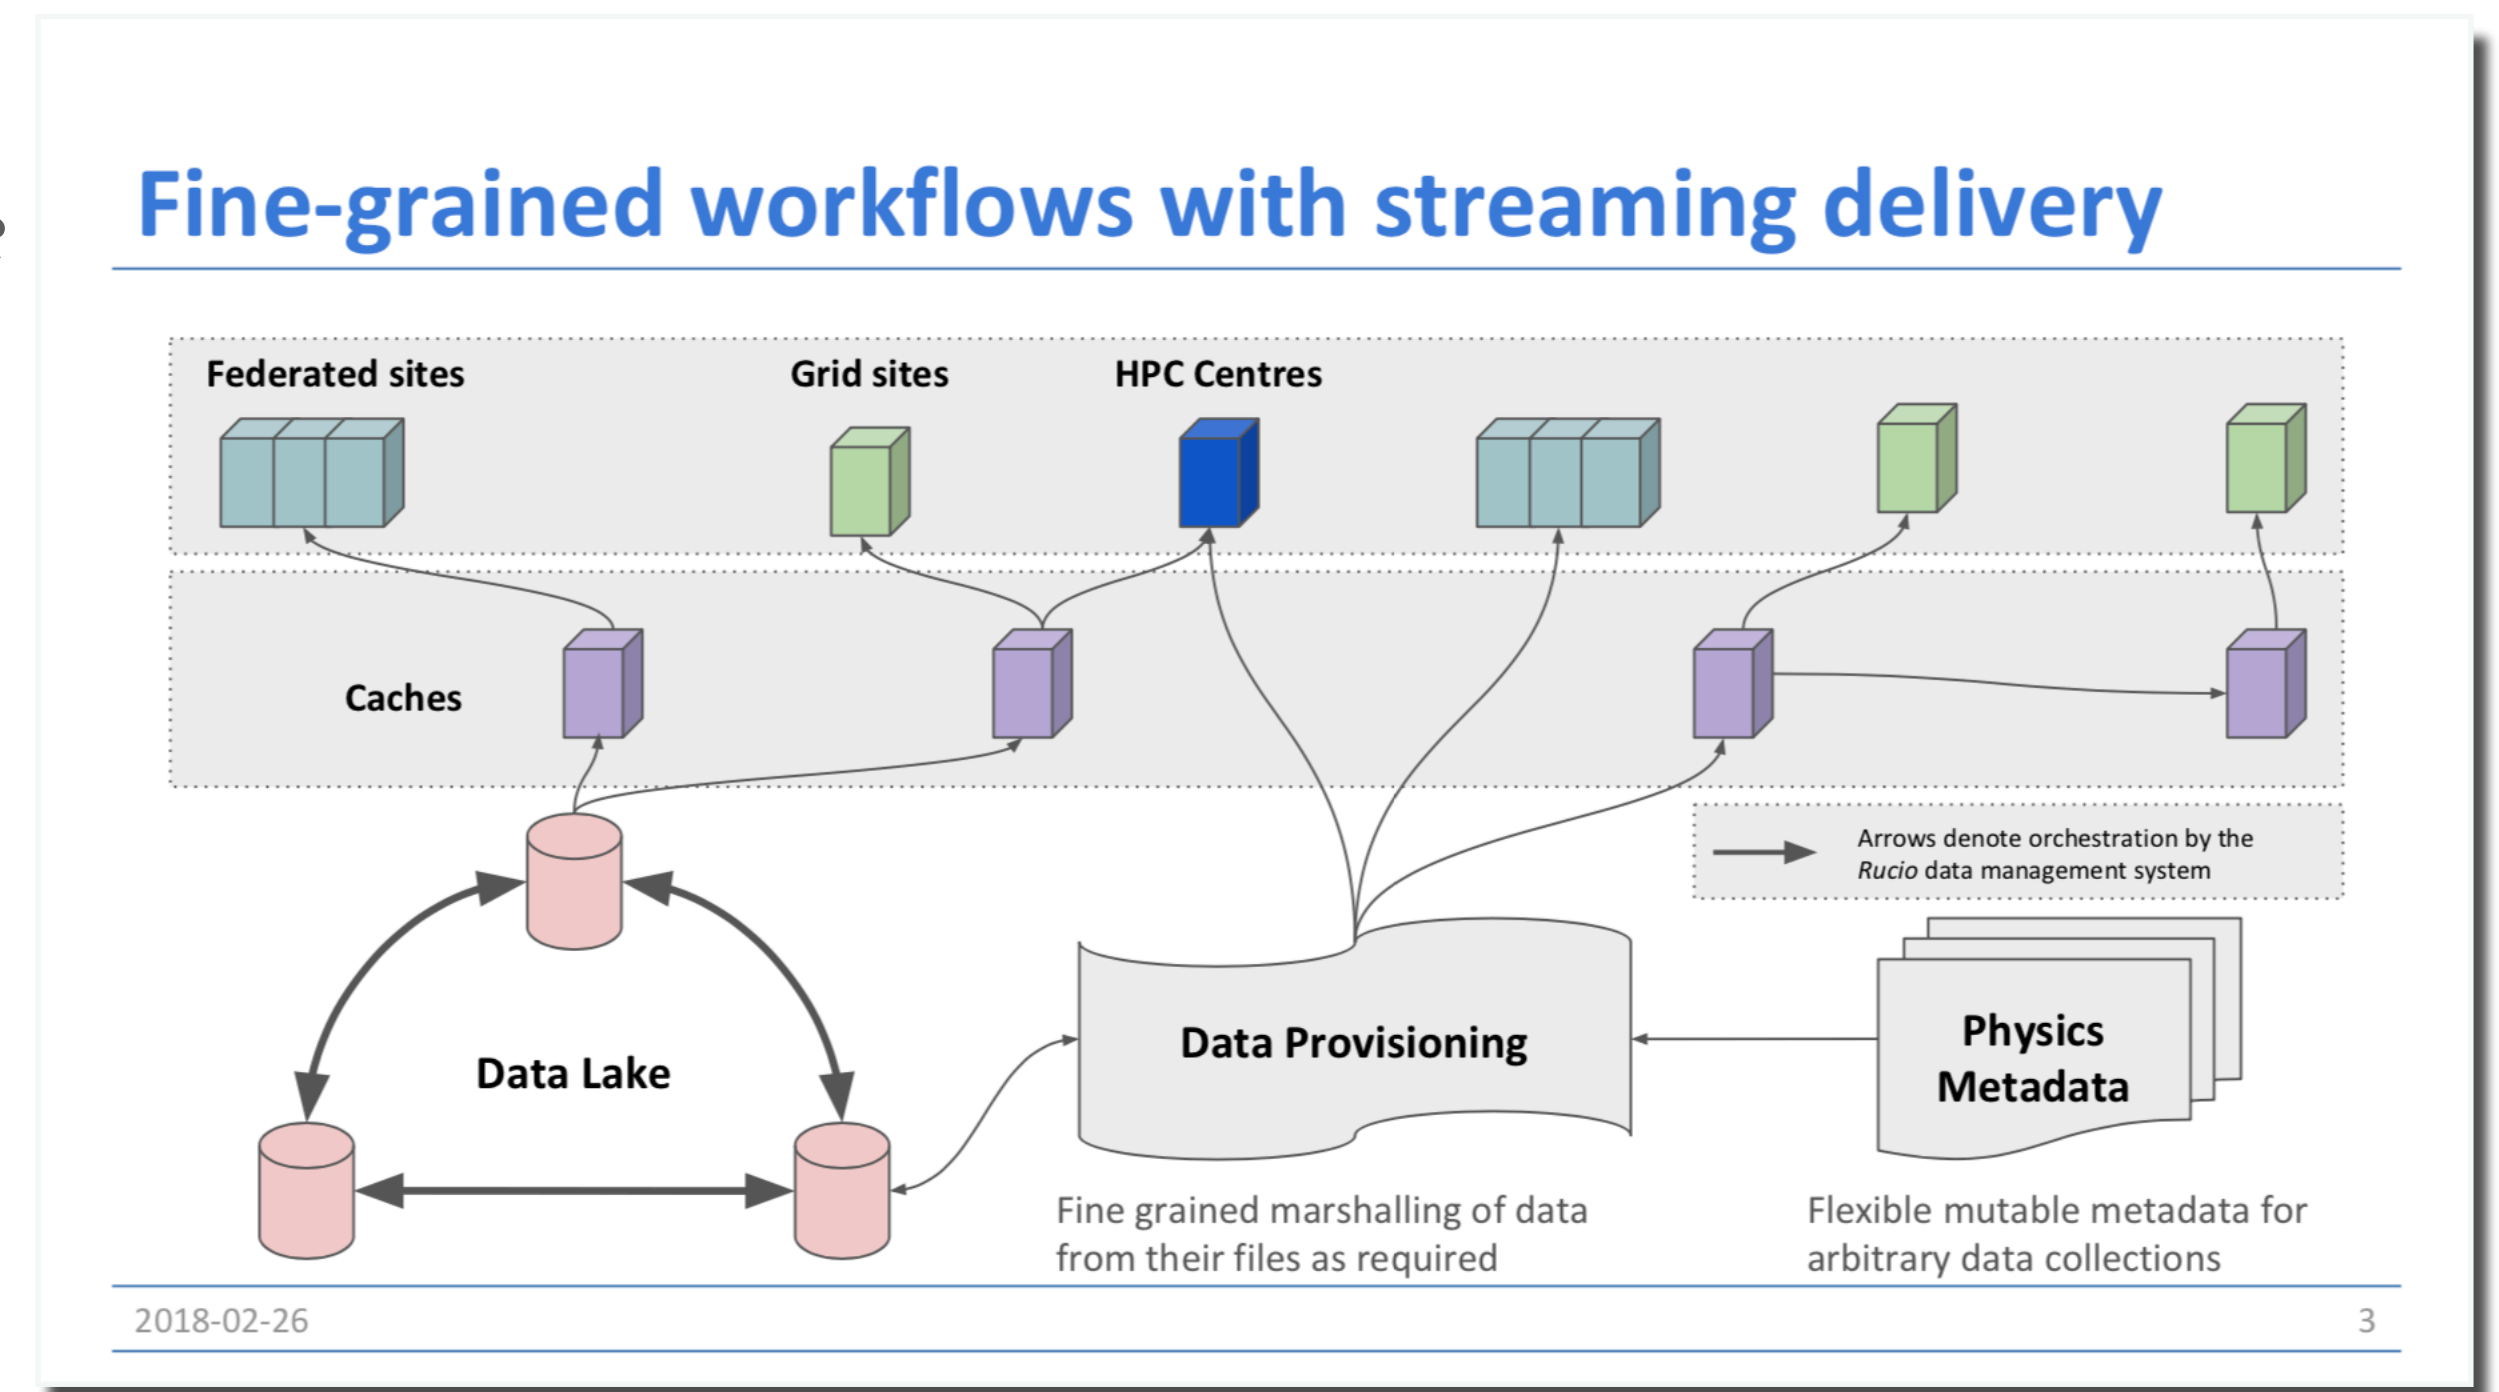 Fine-grained workflows with streaming delivery
Federated sites
Grid sites
HPC Centres
Caches
Arrows denote orchestration by the
Rucio data management system
Data Lake
Data Provisioning
Physics
Metadata
Fine grained marshalling of data
from their files as required
Flexible mutable metadata for
arbitrary data collections
2018-02-26
3